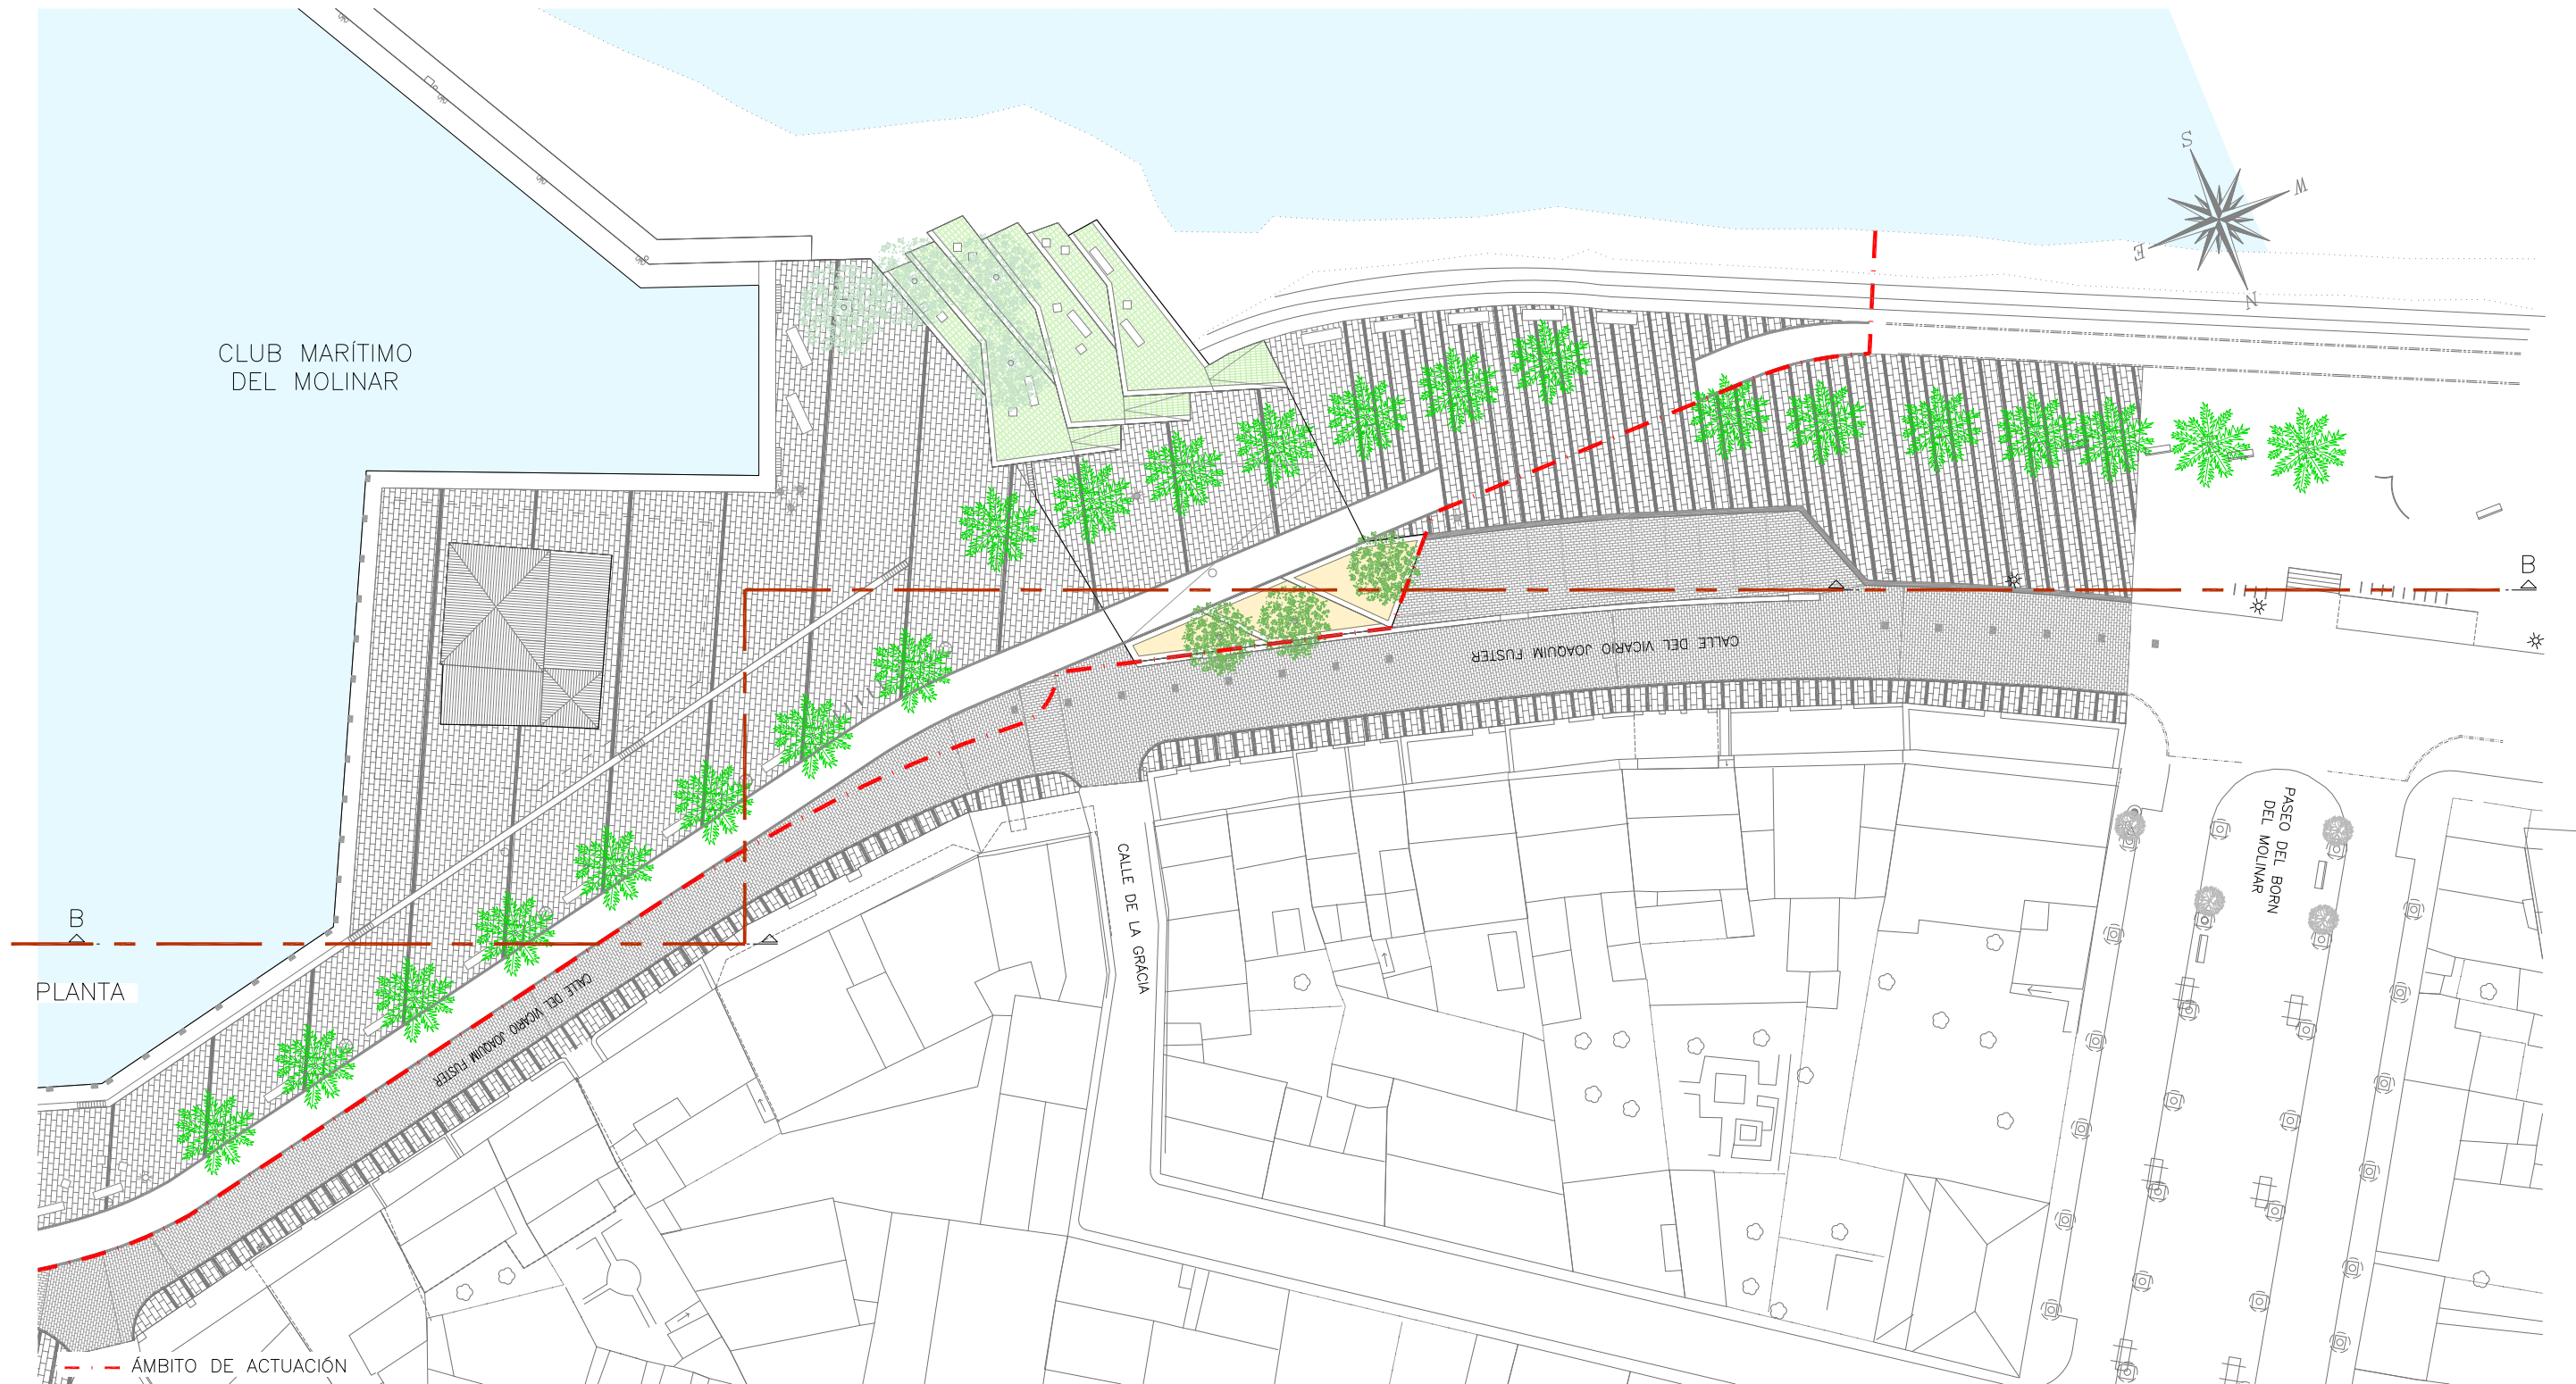 S
W
E
N
CLUB MARÍTIMO
DEL MOLINAR
B
CALLE DEL VICARIO JOAQUIM FUSTER
PASEO DEL BORN
DEL MOLINAR
CALLE DE LA GRÁCIA
B
PLANTA
CALLE DEL VICARIO JOAQUIM FUSTER
ÁMBITO DE ACTUACIÓN